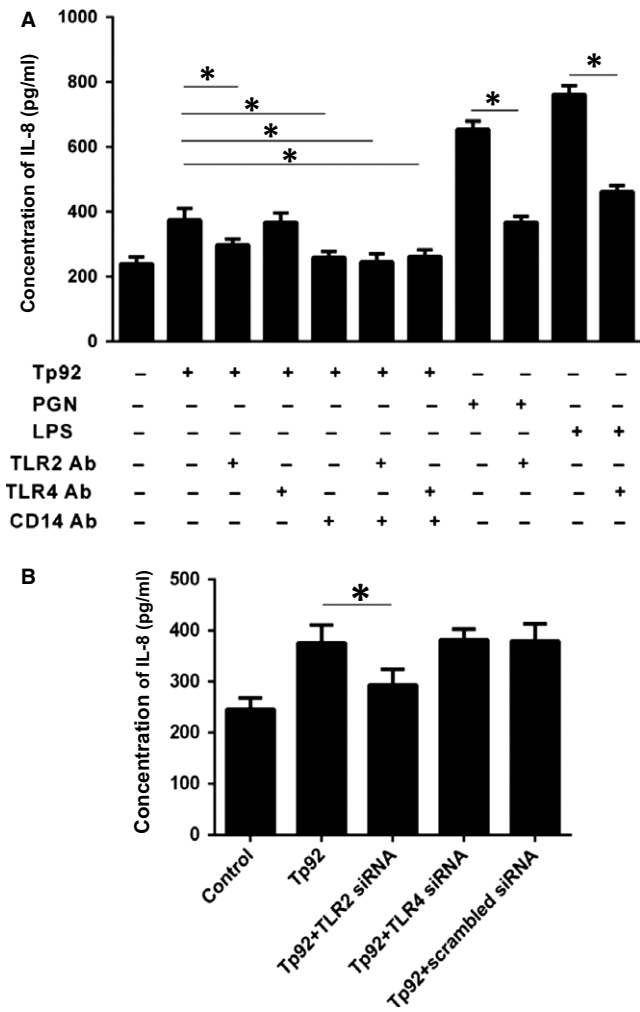 A
Concentration of IL-8 (pg/ml)
1000
800
600
400
200
0
* * * * * *
Tp92 – + + + + + + – – – –
PGN – – – – – – – + + – –
LPS – – – – – – – – – + +
TLR2 Ab – – + – – + – – + – –
TLR4 Ab – – – + – – + – – – +
CD14 Ab – – – – + + + – – – –
B
Concentration of IL-8 (pg/ml)
500
400
300
200
100
0
*
Control
Tp92
Tp92+TLR2 siRNA
Tp92+TLR4 siRNA
Tp92+scrambled siRNA